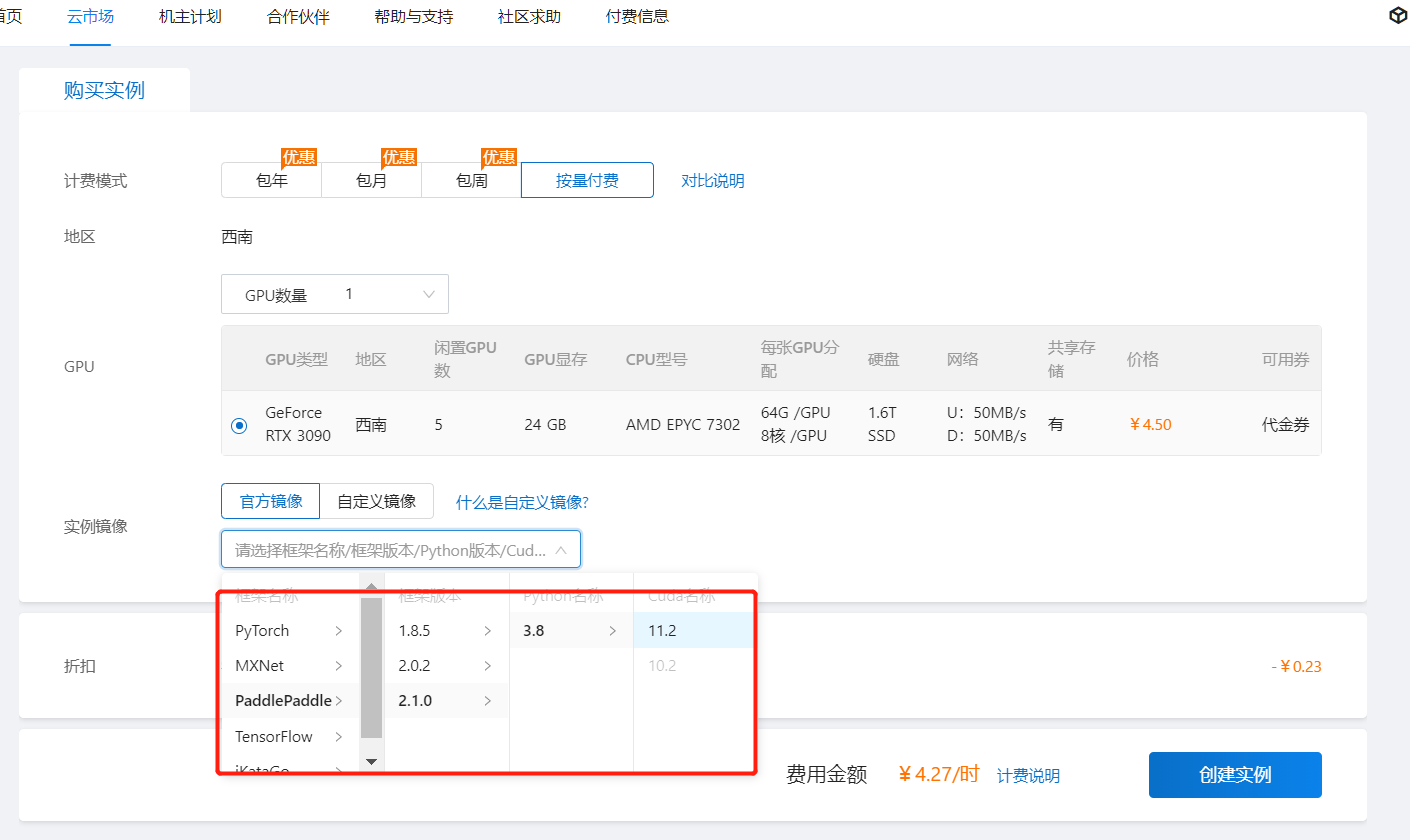 首页 云市场 机主计划 合作伙伴 帮助与支持 社区求助 付费信息
购买实例
优惠 优惠 优惠
计费模式 包年 包月 包周 按量付费 对比说明
地区 西南
GPU数量 1
GPU
GPU类型 地区 闲置GPU数 GPU显存 CPU型号 每张GPU分配 硬盘 网络 共享存储 价格 可用券
GeForce RTX 3090 西南 5 24 GB AMD EPYC 7302 64G /GPU 8核 /GPU 1.6T SSD U：50MB/s D：50MB/s 有 ￥4.50 代金券
实例镜像
官方镜像 自定义镜像 什么是自定义镜像?
请选择框架名称/框架版本/Python版本/Cud...
框架名称 框架版本 Python名称 Cuda名称
PyTorch 1.8.5 3.8 11.2
MXNet 2.0.2 10.2
PaddlePaddle 2.1.0
TensorFlow
iKataGo
折扣 -￥0.23
费用金额 ￥4.27/时 计费说明 创建实例